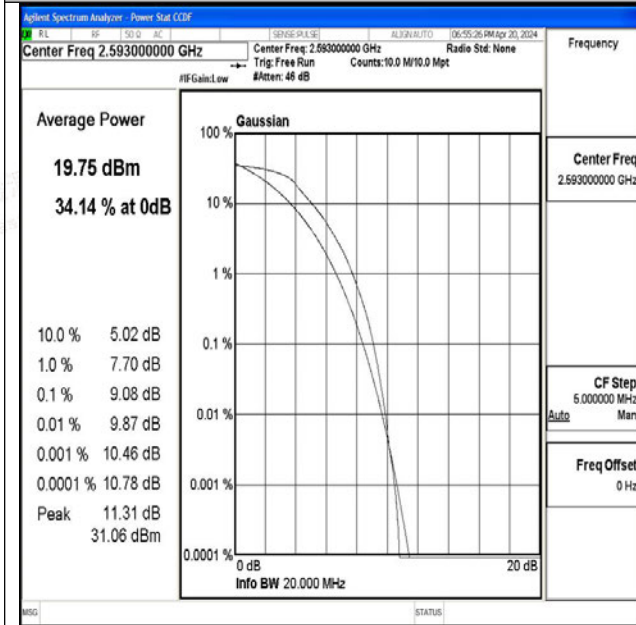 Agilent Spectrum Analyzer - Power Stat CCDF
RL RF 50 Ω AC SENSE:PULSE ALIGN AUTO 06:55:26 PM Apr 20, 2024
Center Freq 2.593000000 GHz
Center Freq: 2.593000000 GHz Radio Std: None
Trig: Free Run Counts:10.0 M/10.0 Mpt
#IFGain:Low #Atten: 46 dB
Frequency
Average Power
19.75 dBm
34.14 % at 0dB
10.0 % 5.02 dB
1.0 % 7.70 dB
0.1 % 9.08 dB
0.01 % 9.87 dB
0.001 % 10.46 dB
0.0001 % 10.78 dB
Peak 11.31 dB
31.06 dBm
Gaussian
100 %
10 %
1 %
0.1 %
0.01 %
0.001 %
0.0001 %
0 dB 20 dB
Info BW 20.000 MHz
Center Freq
2.593000000 GHz
CF Step
5.000000 MHz
Auto Man
Freq Offset
0 Hz
MSG STATUS